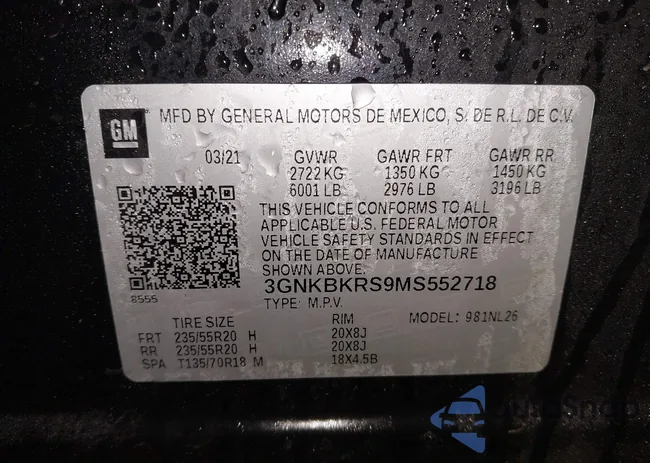 GM
MFD BY GENERAL MOTORS DE MEXICO, S. DE R.L. DE C.V.
03/21 GVWR GAWR FRT GAWR RR
2722 KG 1350 KG 1450 KG
6001 LB 2976 LB 3196 LB
THIS VEHICLE CONFORMS TO ALL
APPLICABLE U.S. FEDERAL MOTOR
VEHICLE SAFETY STANDARDS IN EFFECT
ON THE DATE OF MANUFACTURE
SHOWN ABOVE.
8555
3GNKBKRS9MS552718
TYPE: M.P.V.
TIRE SIZE RIM MODEL: 981NL26
FRT 235/55R20 H 20X8J
RR 235/55R20 H 20X8J
SPA T135/70R18 M 18X4.5B
AutoSnap